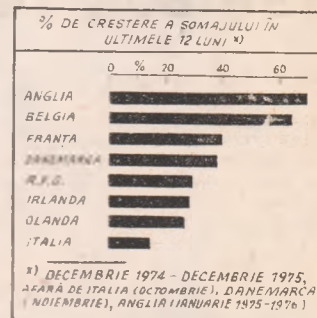 % DE CRESTERE A SOMAJULUI ÎN
ULTIMELE 12 LUNI x)
0 % 20 40 60
ANGLIA
BELGIA
FRANTA
DANEMARCA
R.F.G.
IRLANDA
OLANDA
ITALIA
x) DECEMBRIE 1974 - DECEMBRIE 1975,
AFARĂ DE ITALIA (OCTOMBRIE), DANEMARCA
(NOIEMBRIE), ANGLIA (IANUARIE 1975-1976)